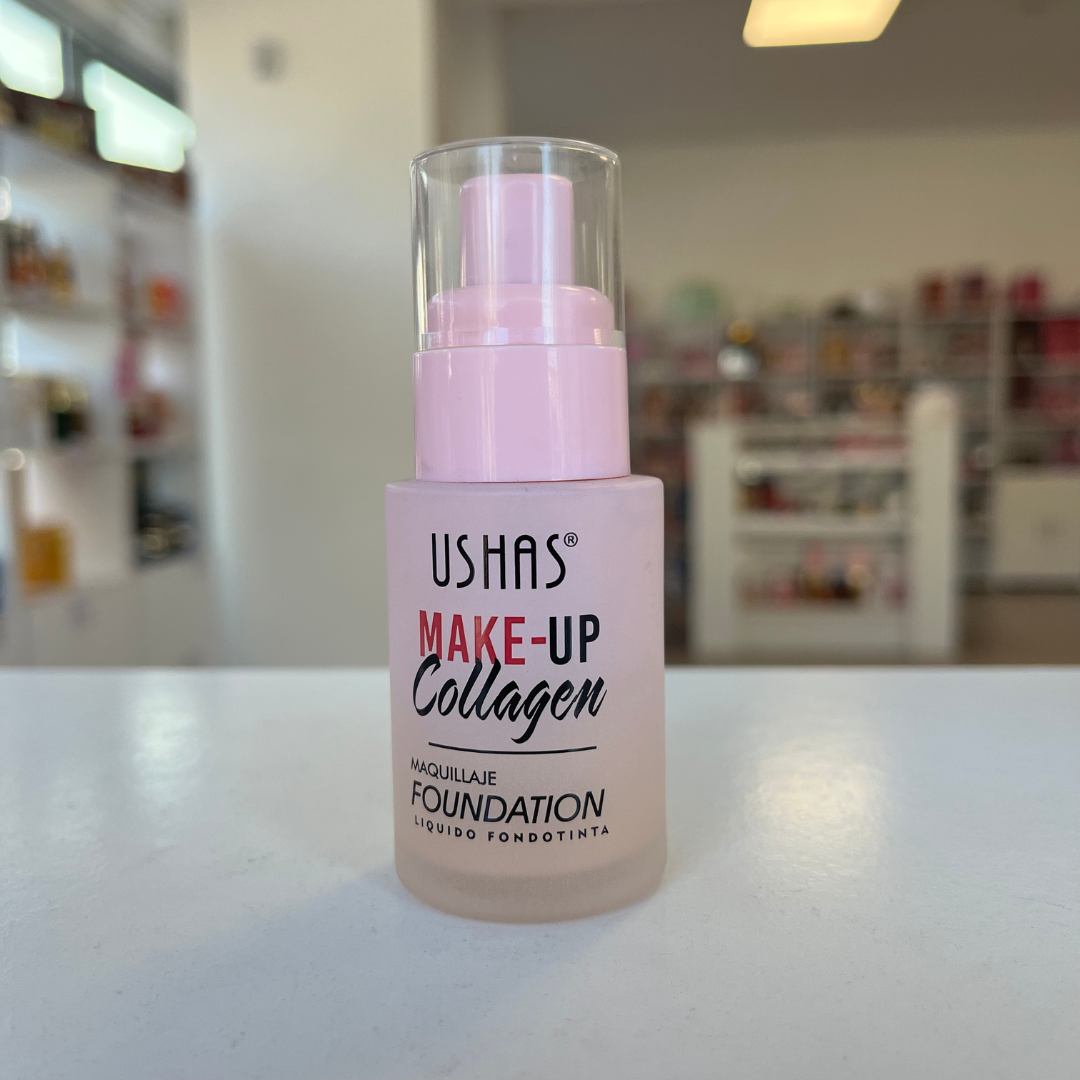 USHAS®
MAKE-UP
Collagen
MAQUILLAJE
FOUNDATION
LIQUIDO FONDOTINTA